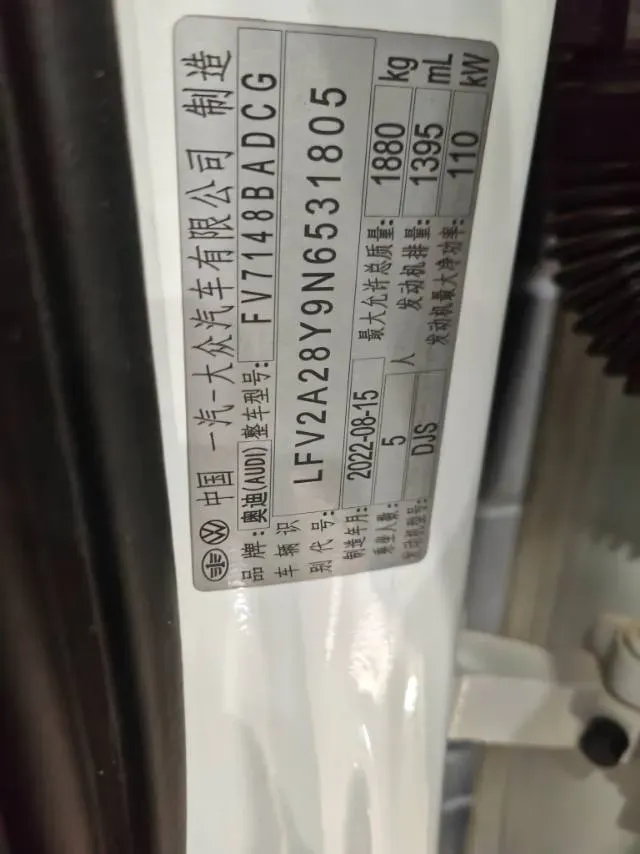 中国 一汽-大众汽车有限公司 制造
品牌: 奥迪(AUDI) 整车型号: FV7148BADCG
车辆识别代号: LFV2A28Y9N6531805
制造年月: 2022-08-15 最大允许总质量: 1880 kg
乘坐人数: 5 人 发动机排量: 1395 mL
发动机型号: DJS 发动机最大净功率: 110 kW